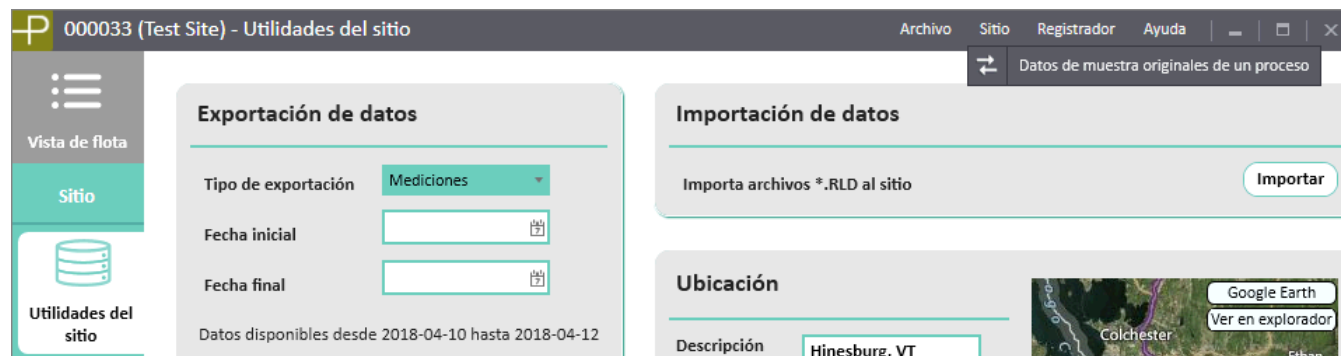 000033 (Test Site) - Utilidades del sitio
Archivo Sitio Registrador Ayuda
Datos de muestra originales de un proceso
Vista de flota
Sitio
Utilidades del
sitio
Exportación de datos
Tipo de exportación Mediciones
Fecha inicial
Fecha final
Datos disponibles desde 2018-04-10 hasta 2018-04-12
Importación de datos
Importa archivos *.RLD al sitio Importar
Ubicación
Descripción Hinesburg, VT
Google Earth
Ver en explorador
Colchester